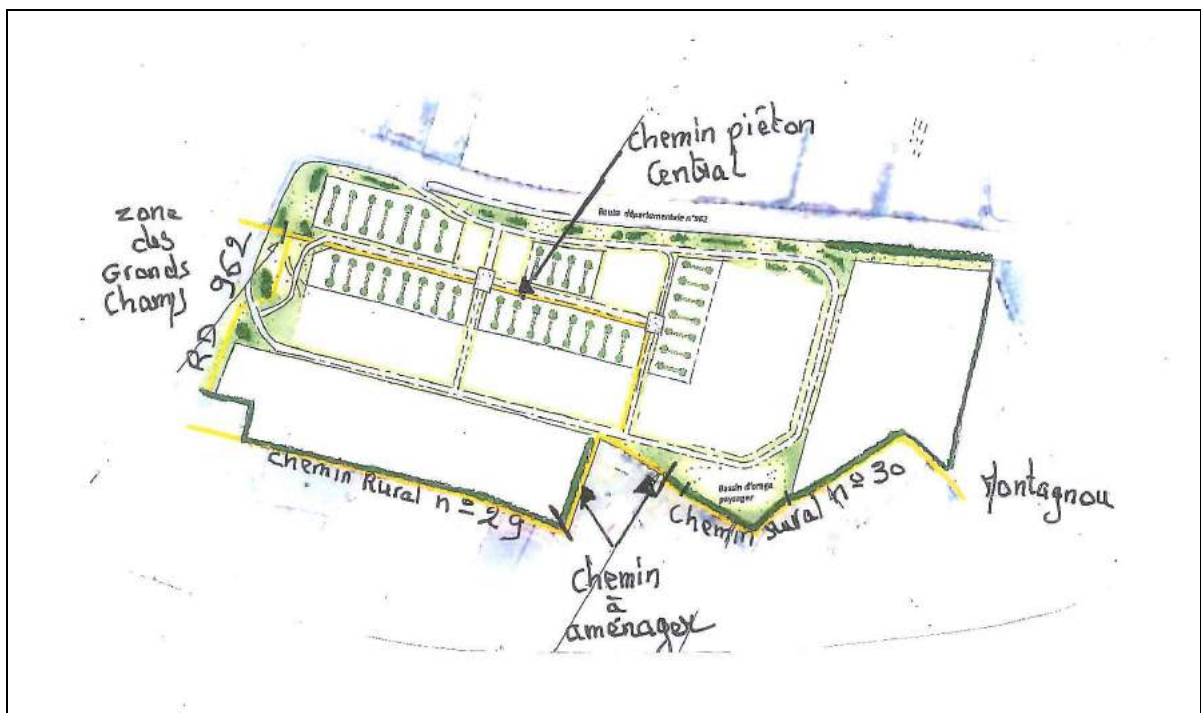 chemin piéton
Central
Route départementale n°962
zone
des
Grands
Champs
RD 962
Bassin d'orage
paysager
chemin Rural n° 29
Chemin rural n° 30
Montagnou
chemin
à
aménager